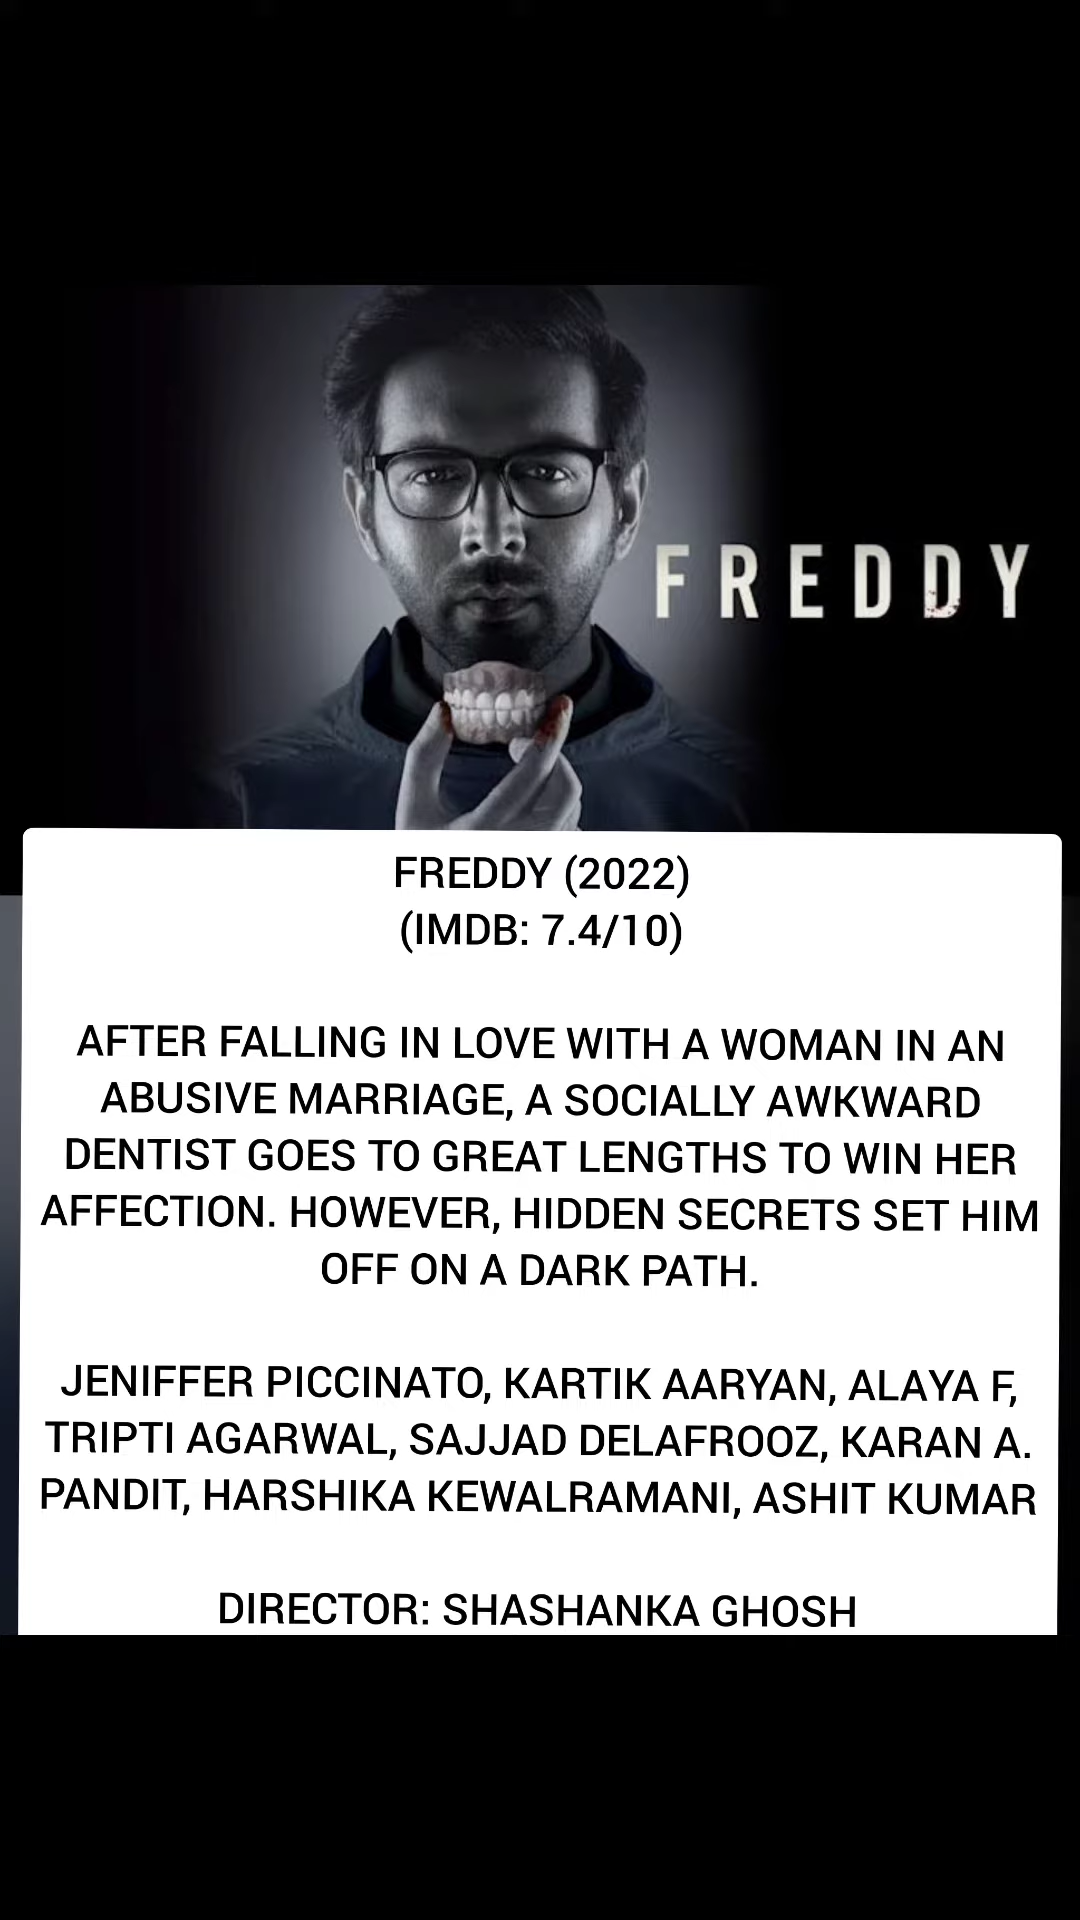 FREDDY
FREDDY (2022)
(IMDB: 7.4/10)
AFTER FALLING IN LOVE WITH A WOMAN IN AN
ABUSIVE MARRIAGE, A SOCIALLY AWKWARD
DENTIST GOES TO GREAT LENGTHS TO WIN HER
AFFECTION. HOWEVER, HIDDEN SECRETS SET HIM
OFF ON A DARK PATH.
JENIFFER PICCINATO, KARTIK AARYAN, ALAYA F,
TRIPTI AGARWAL, SAJJAD DELAFROOZ, KARAN A.
PANDIT, HARSHIKA KEWALRAMANI, ASHIT KUMAR
DIRECTOR: SHASHANKA GHOSH